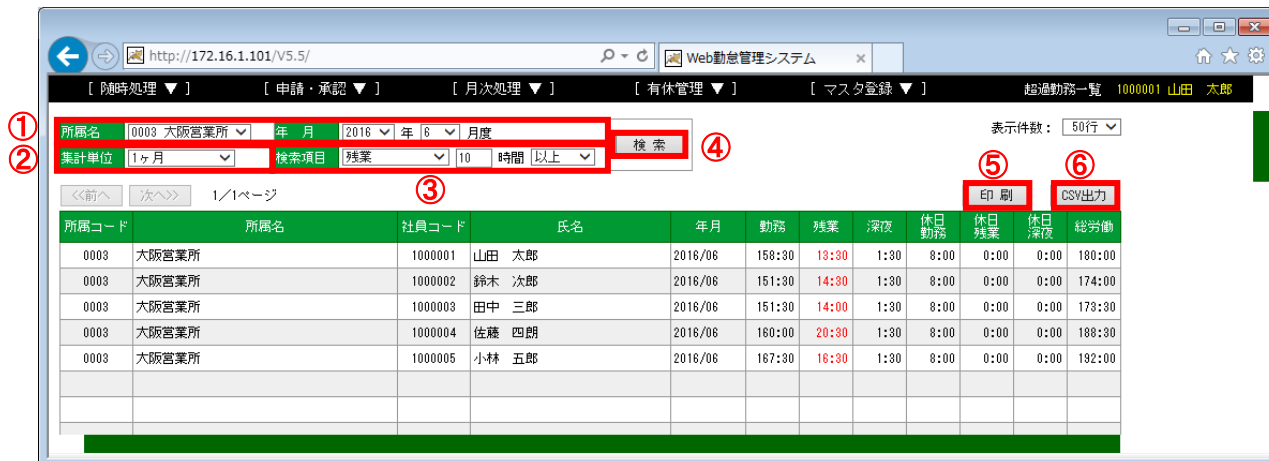 http://172.16.1.101/V5.5/ Web勤怠管理システム ×
[ 随時処理 ▼ ] [ 申請・承認 ▼ ] [ 月次処理 ▼ ] [ 有休管理 ▼ ] [ マスタ登録 ▼ ] 超過勤務一覧 1000001 山田 太郎
① 所属名 0003 大阪営業所 年 月 2016 年 6 月度 検 索 ④ 表示件数： 50行
② 集計単位 1ヶ月 検索項目 残業 10 時間 以上
③ ⑤ ⑥
<<前へ 次へ>> 1/1ページ 印 刷 CSV出力
所属コード 所属名 社員コード 氏名 年月 勤務 残業 深夜 休日勤務 休日残業 休日深夜 総労働
0003 大阪営業所 1000001 山田 太郎 2016/06 158:30 13:30 1:30 8:00 0:00 0:00 180:00
0003 大阪営業所 1000002 鈴木 次郎 2016/06 151:30 14:30 1:30 8:00 0:00 0:00 174:00
0003 大阪営業所 1000003 田中 三郎 2016/06 151:30 14:00 1:30 8:00 0:00 0:00 173:30
0003 大阪営業所 1000004 佐藤 四朗 2016/06 160:00 20:30 1:30 8:00 0:00 0:00 188:30
0003 大阪営業所 1000005 小林 五郎 2016/06 167:30 16:30 1:30 8:00 0:00 0:00 192:00